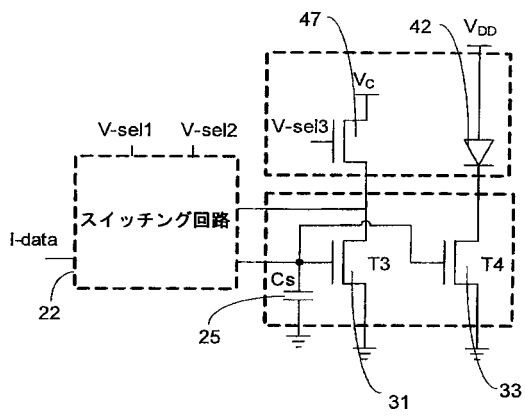 47
42
VDD
VC
V-sel1
V-sel2
V-sel3
スイッチング回路
I-data
T3
T4
Cs
22
25
31
33